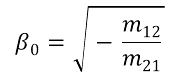 β₀ = √(− m₁₂ / m₂₁)